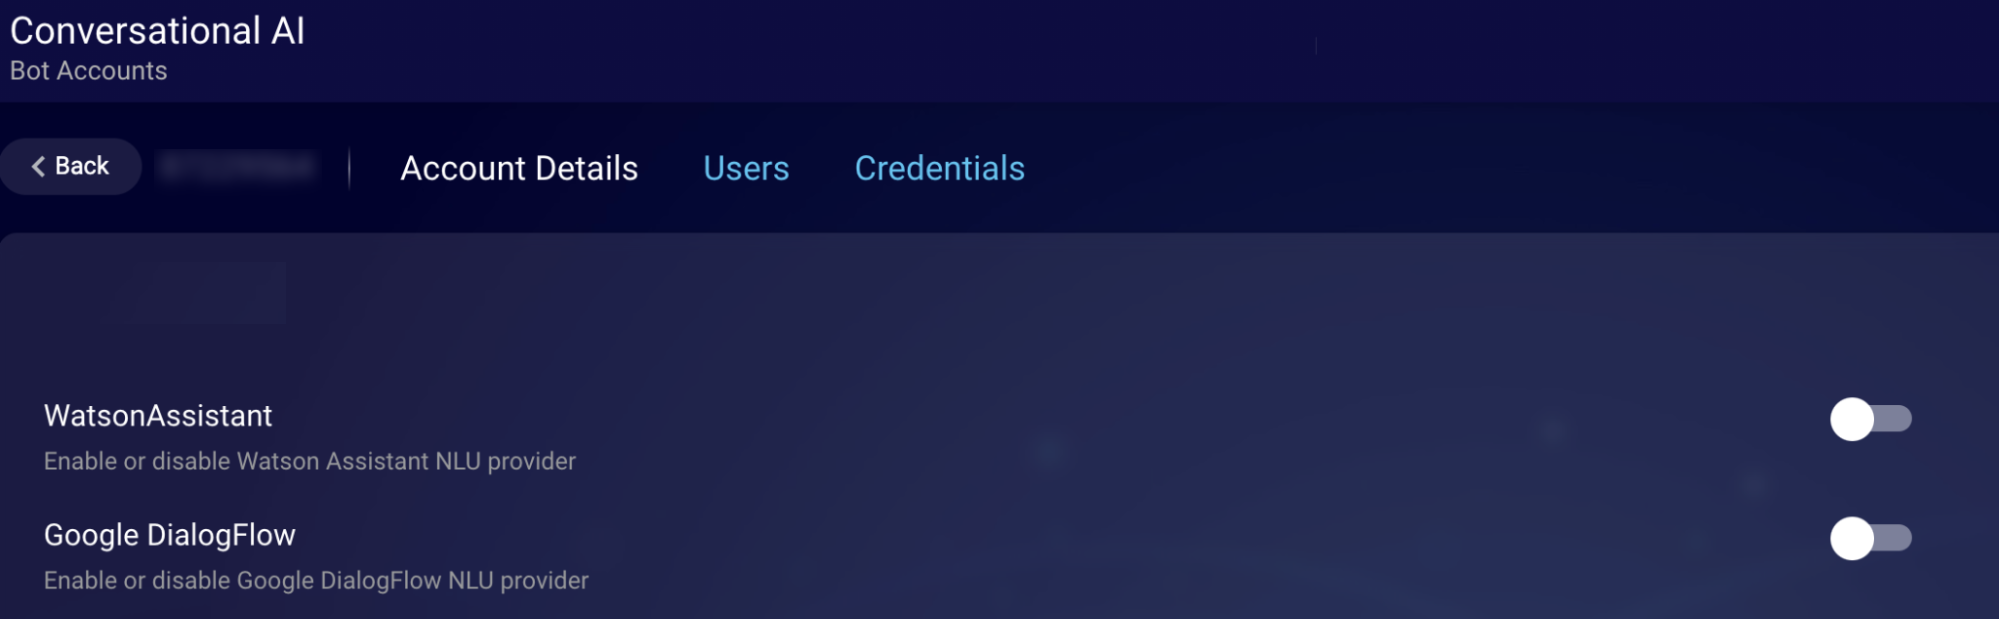 Conversational AI
Bot Accounts
Back
Account Details
Users
Credentials
WatsonAssistant
Enable or disable Watson Assistant NLU provider
Google DialogFlow
Enable or disable Google DialogFlow NLU provider